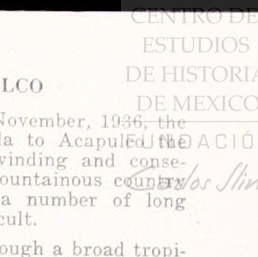 CENTRO DE
ESTUDIOS
DE HISTORIA
DE MEXICO
FUNDACIÓ
Carlos Slim
LCO
November, 1936, the
la to Acapulco the
winding and conse-
ountainous country
a number of long
cult.
ough a broad tropi-